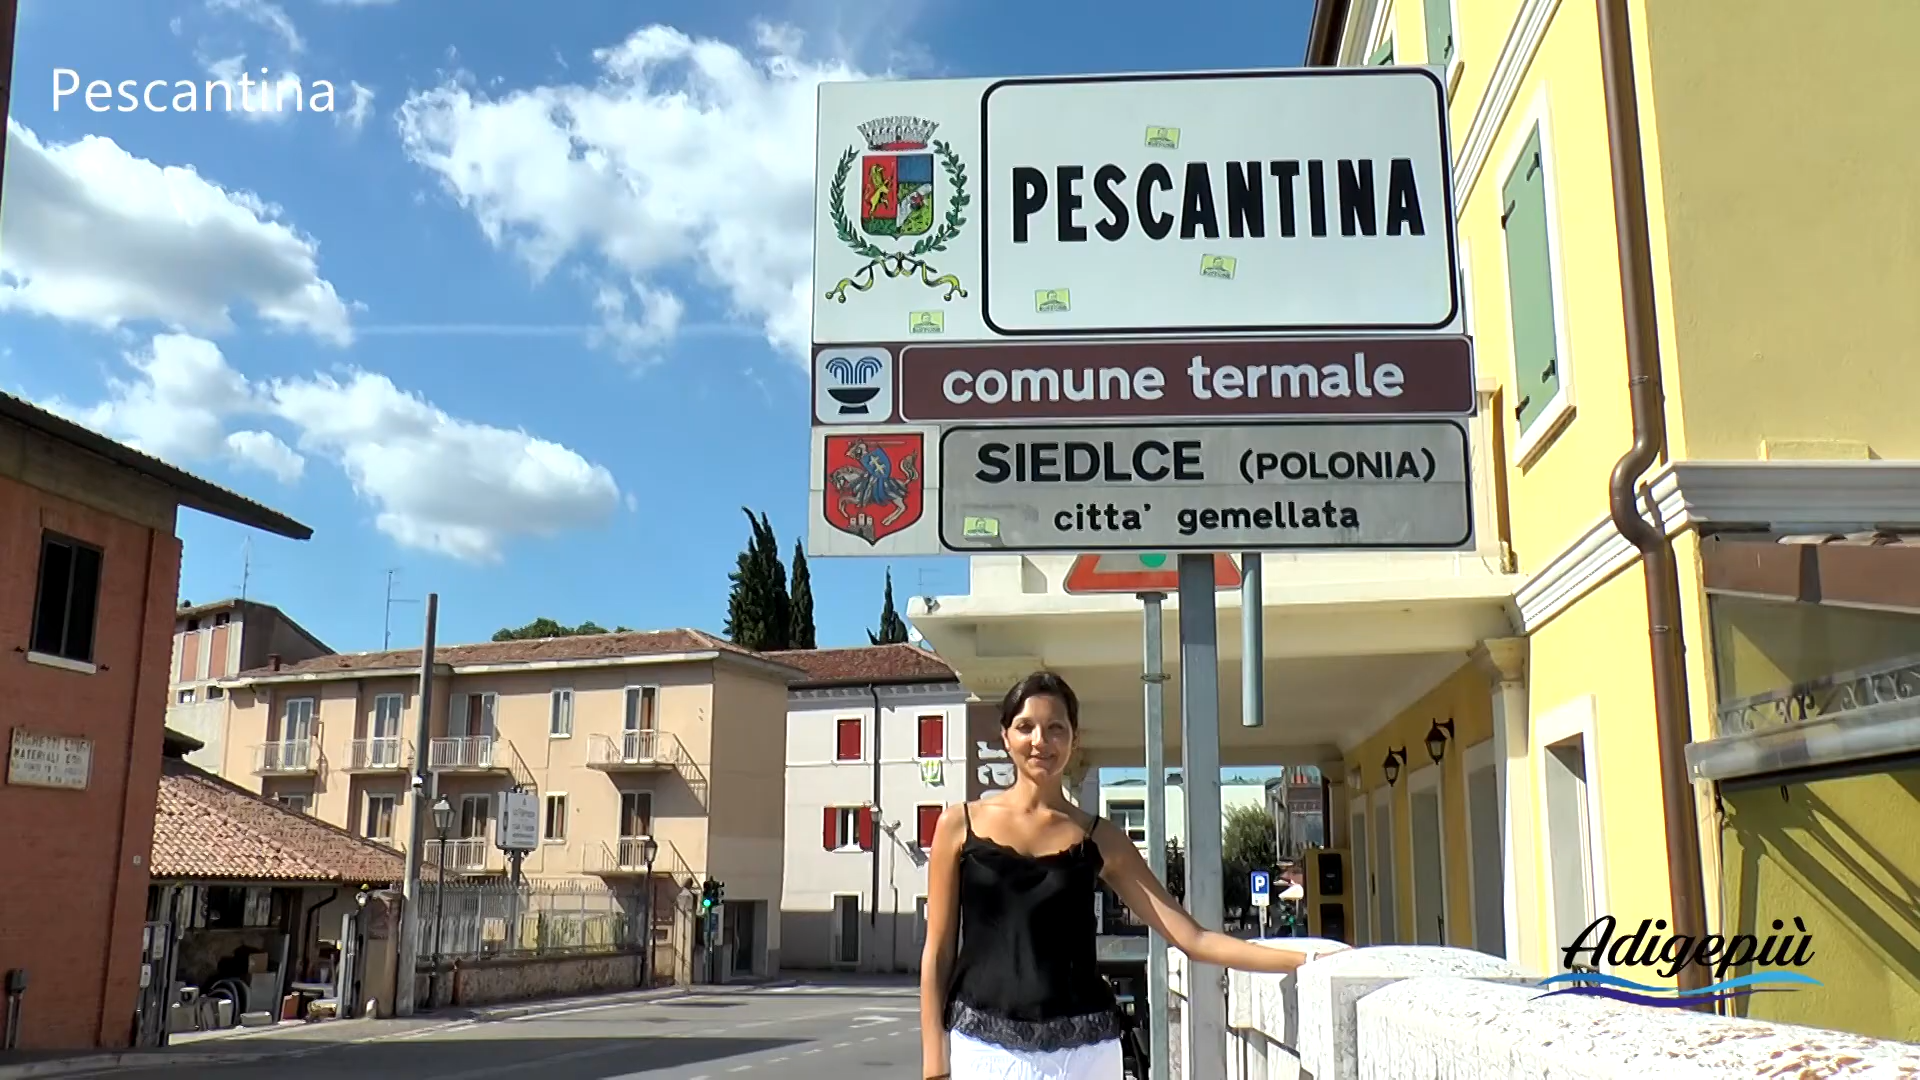 Pescantina
PESCANTINA
comune termale
SIEDLCE (POLONIA)
citta' gemellata
P
Adigepiù